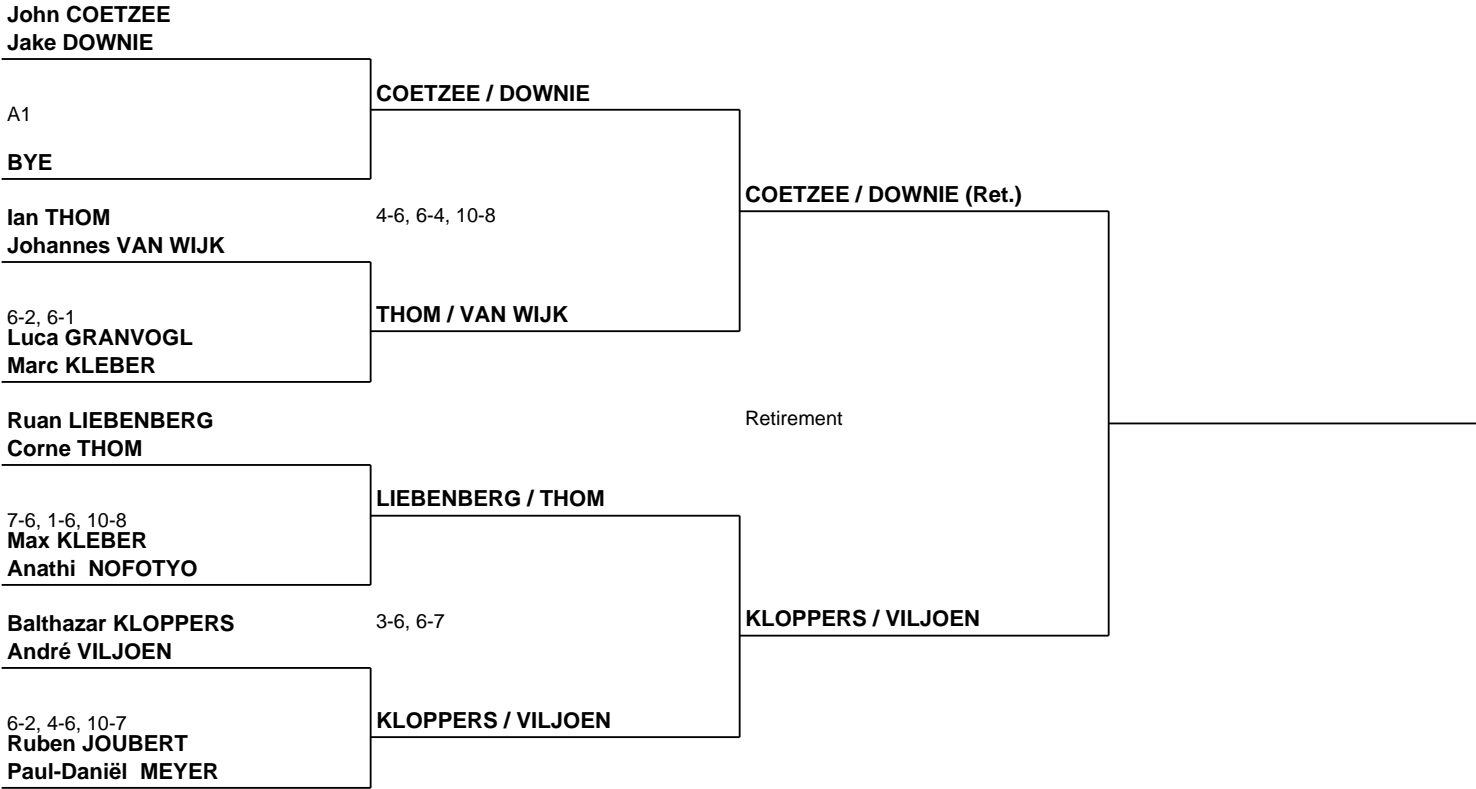 John COETZEE
Jake DOWNIE
A1
BYE
Ian THOM
Johannes VAN WIJK
6-2, 6-1
Luca GRANVOGL
Marc KLEBER
Ruan LIEBENBERG
Corne THOM
7-6, 1-6, 10-8
Max KLEBER
Anathi  NOFOTYO
Balthazar KLOPPERS
André VILJOEN
6-2, 4-6, 10-7
Ruben JOUBERT
Paul-Daniël  MEYER
COETZEE / DOWNIE
4-6, 6-4, 10-8
THOM / VAN WIJK
LIEBENBERG / THOM
3-6, 6-7
KLOPPERS / VILJOEN
COETZEE / DOWNIE (Ret.)
Retirement
KLOPPERS / VILJOEN